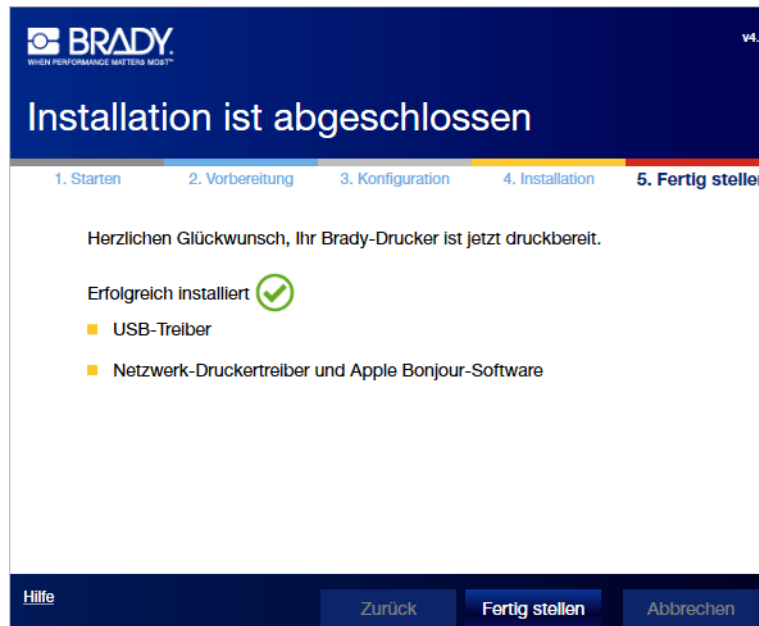 BRADY.
WHEN PERFORMANCE MATTERS MOST™
v4.
Installation ist abgeschlossen
1. Starten 2. Vorbereitung 3. Konfiguration 4. Installation 5. Fertig stellen
Herzlichen Glückwunsch, Ihr Brady-Drucker ist jetzt druckbereit.
Erfolgreich installiert
USB-Treiber
Netzwerk-Druckertreiber und Apple Bonjour-Software
Hilfe Zurück Fertig stellen Abbrechen